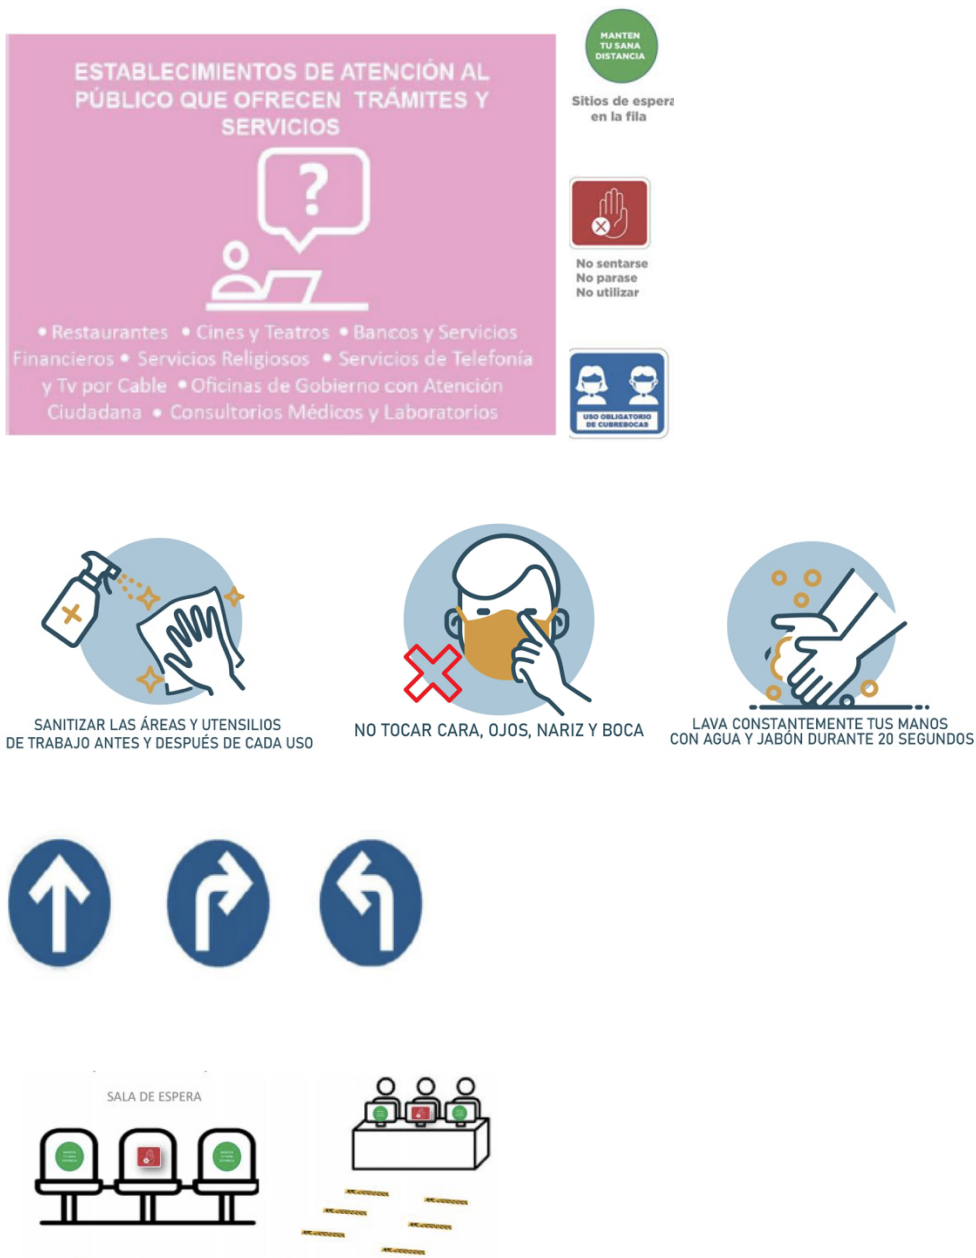 ESTABLECIMIENTOS DE ATENCIÓN AL
PÚBLICO QUE OFRECEN TRÁMITES Y
SERVICIOS
?
• Restaurantes • Cines y Teatros • Bancos y Servicios
Financieros • Servicios Religiosos • Servicios de Telefonía
y Tv por Cable • Oficinas de Gobierno con Atención
Ciudadana • Consultorios Médicos y Laboratorios
MANTEN
TU SANA
DISTANCIA
Sitios de espera
en la fila
No sentarse
No parase
No utilizar
USO OBLIGATORIO
DE CUBREBOCAS
SANITIZAR LAS ÁREAS Y UTENSILIOS
DE TRABAJO ANTES Y DESPUÉS DE CADA USO
NO TOCAR CARA, OJOS, NARIZ Y BOCA
LAVA CONSTANTEMENTE TUS MANOS
CON AGUA Y JABÓN DURANTE 20 SEGUNDOS
SALA DE ESPERA